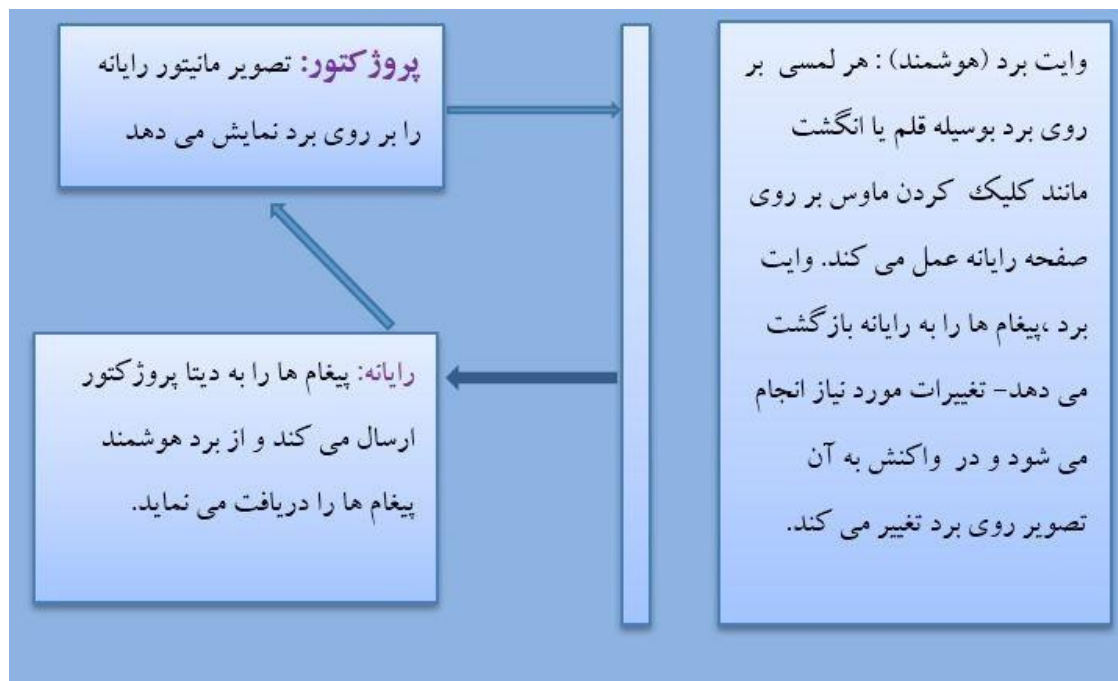 وایت برد (هوشمند) : هر لمسی بر
روی برد بوسیله قلم یا انگشت
مانند کلیک کردن ماوس بر روی
صفحه رایانه عمل می کند. وایت
برد ،پیغام ها را به رایانه بازگشت
می دهد- تغییرات مورد نیاز انجام
می شود و در واکنش به آن
تصویر روی برد تغییر می کند.
پروژکتور: تصویر مانیتور رایانه
را بر روی برد نمایش می دهد
رایانه: پیغام ها را به دیتا پروژکتور
ارسال می کند و از برد هوشمند
پیغام ها را دریافت می نماید.